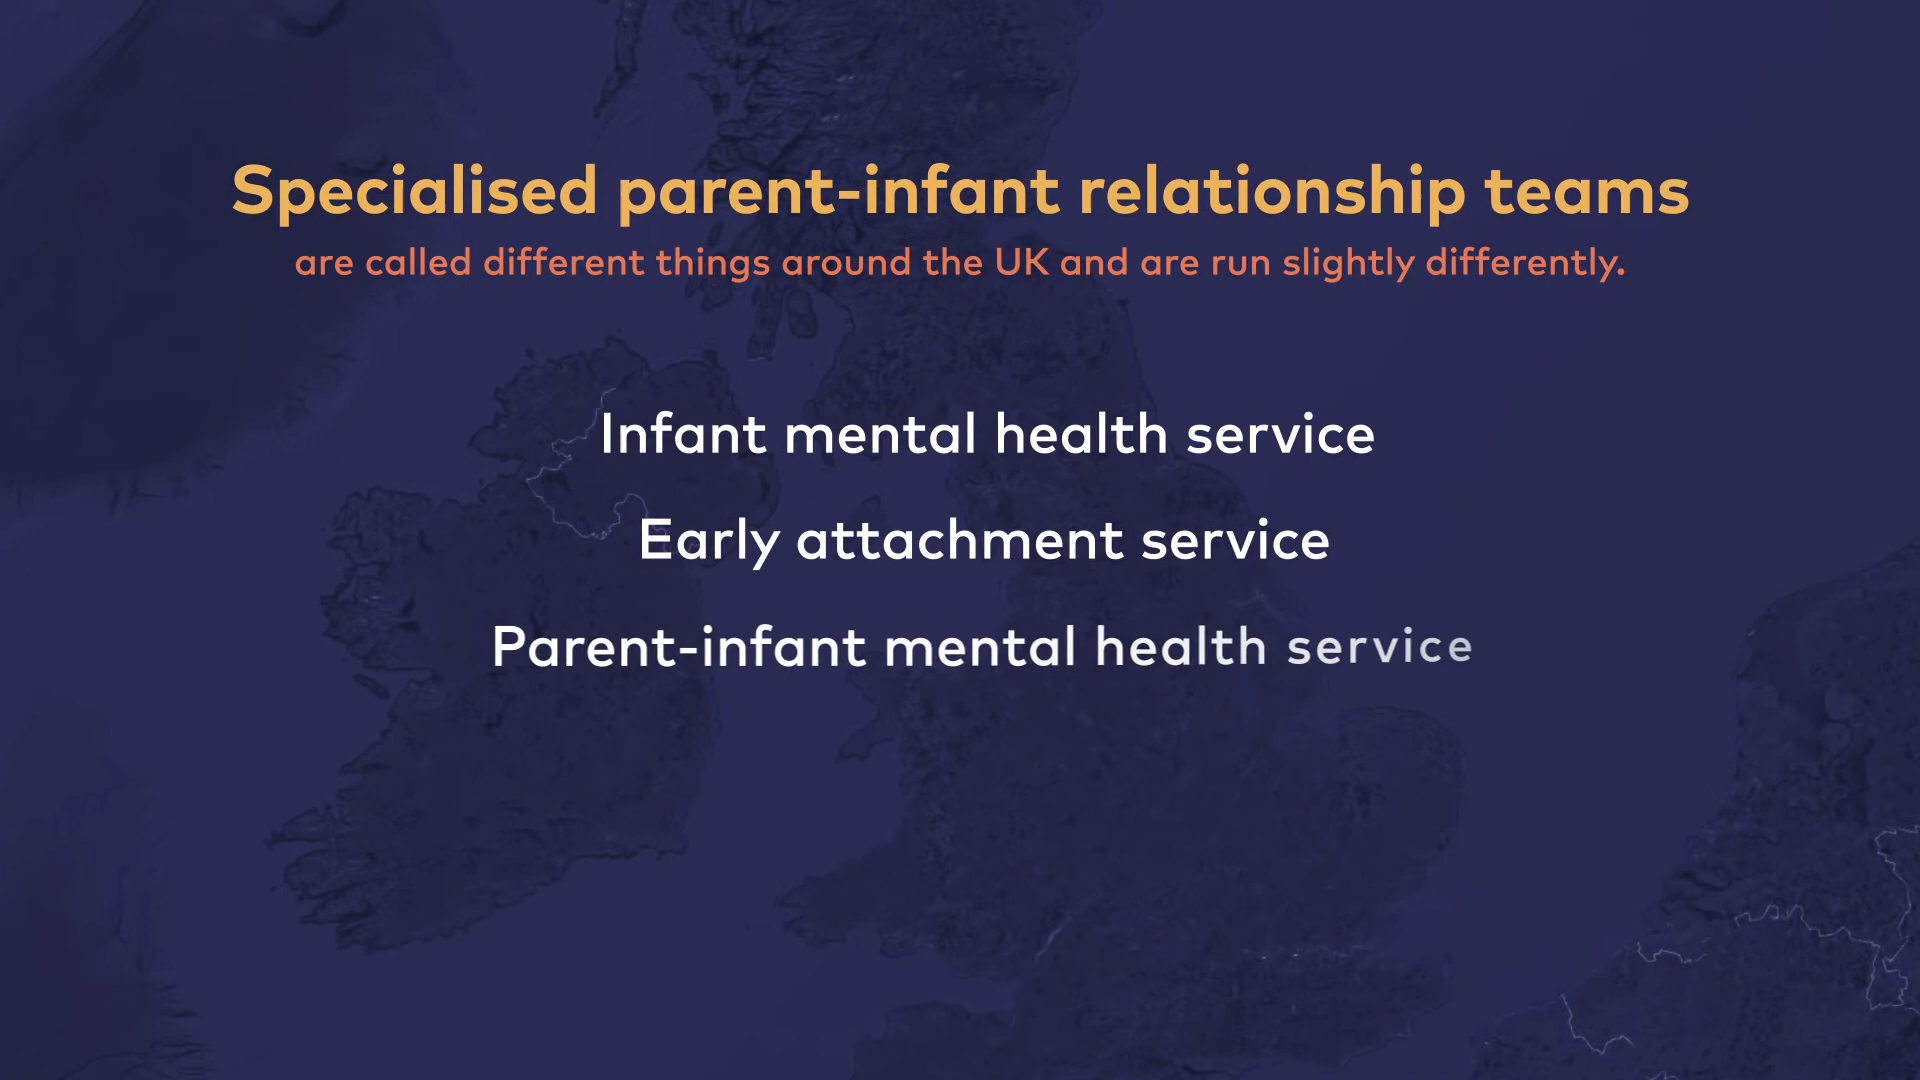 Specialised parent-infant relationship teams
are called different things around the UK and are run slightly differently.
Infant mental health service
Early attachment service
Parent-infant mental health service